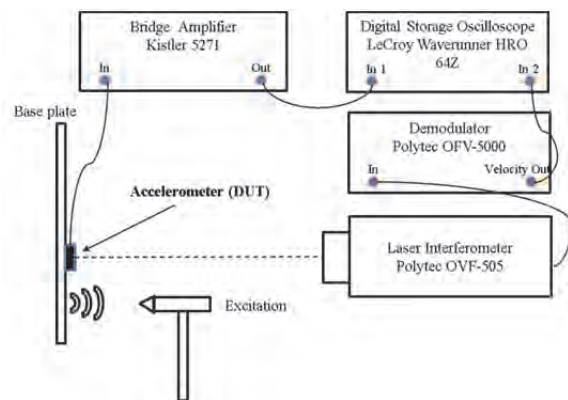 Bridge Amplifier
Kistler 5271
In
Out
Digital Storage Oscilloscope
LeCroy Waverunner HRO
64Z
In 1
In 2
Base plate
Demodulator
Polytec OFV-5000
In
Velocity Out
Accelerometer (DUT)
Laser Interferometer
Polytec OVF-505
Excitation